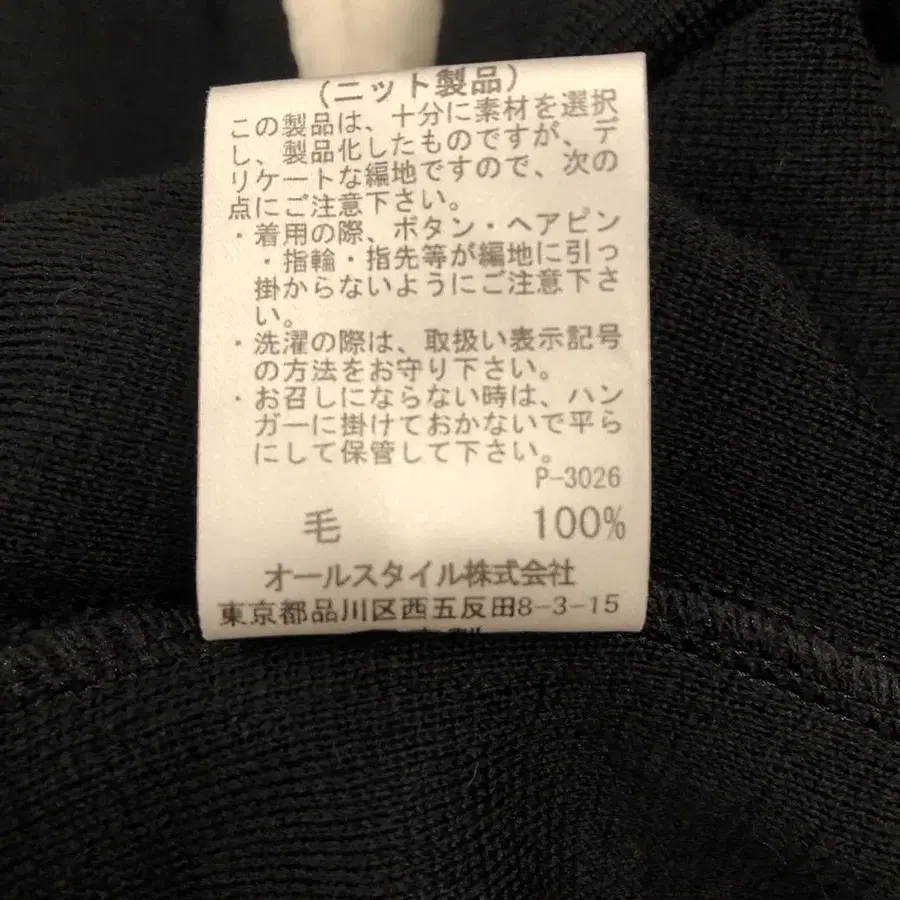 (ニット製品)
この製品は、十分に素材を選択
し、製品化したものですが、デ
リケートな編地ですので、次の
点にご注意下さい。
・着用の際、ボタン・ヘアピン
・指輪・指先等が編地に引っ
掛からないようにご注意下さ
い。
・洗濯の際は、取扱い表示記号
の方法をお守り下さい。
・お召しにならない時は、ハン
ガーに掛けておかないで平ら
にして保管して下さい。
P-3026
毛 100%
オールスタイル株式会社
東京都品川区西五反田8-3-15